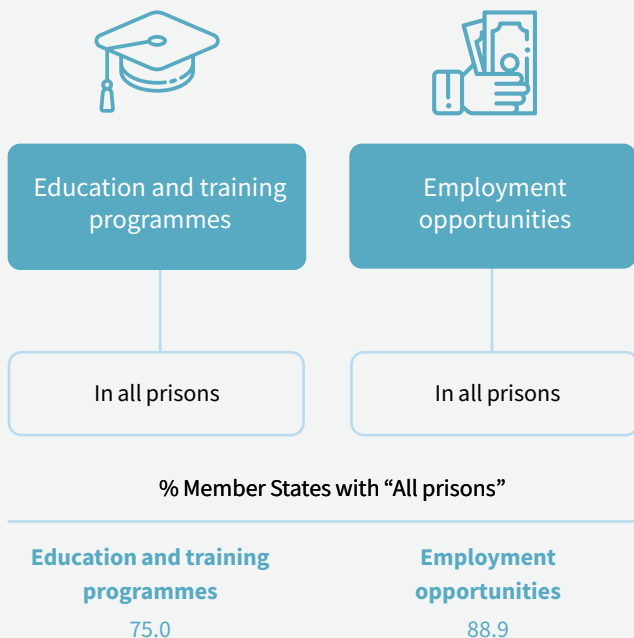 Education and training
programmes
Employment
opportunities
In all prisons
In all prisons
% Member States with “All prisons”
Education and training
programmes
Employment
opportunities
75.0
88.9